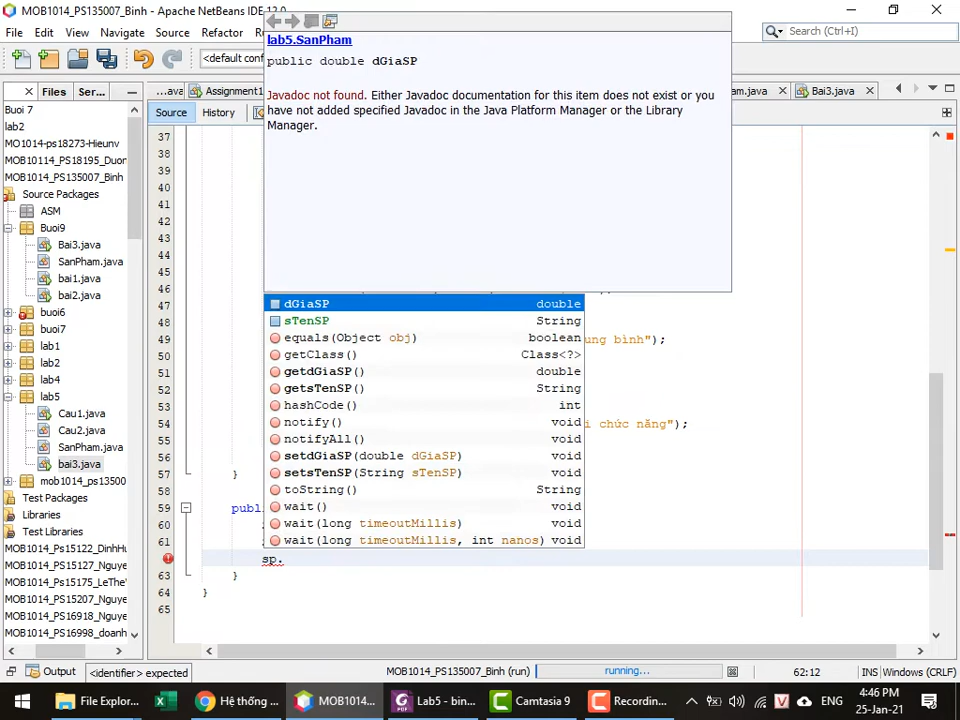 MOB1014_PS135007_Binh - Apache NetBeans IDE 12.0
File Edit View Navigate Source Refactor
Search (Ctrl+I)
<default conf
Files Ser...
...ava Assignment1
am.java Bai3.java
Source History
Buoi 7
lab2
MO1014-ps18273-Hieunv
MOB10114_PS18195_Duon
MOB1014_PS135007_Binh
Source Packages
ASM
Buoi9
Bai3.java
SanPham.java
bai1.java
bai2.java
buoi6
buoi7
lab1
lab2
lab4
lab5
Cau1.java
Cau2.java
SanPham.java
bai3.java
mob1014_ps135007
Test Packages
Libraries
Test Libraries
MOB1014_Ps15122_DinhHu
MOB1014_Ps15127_Nguye
MOB1014_PS15175_LeThe'
MOB1014_PS15207_Nguye
MOB1014_PS16918_Nguye
MOB1014_PS16998_doanh
lab5.SanPham
public double dGiaSP
Javadoc not found. Either Javadoc documentation for this item does not exist or you
have not added specified Javadoc in the Java Platform Manager or the Library
Manager.
37
38
39
40
41
42
43
44
45
46
47
48
49
50
51
52
53
54
55
56
57 }
58
59 publ
60
61
62 sp.
63 }
64 }
65
ung bình");
i chức năng");
dGiaSP double
sTenSP String
equals(Object obj) boolean
getClass() Class<?>
getdGiaSP() double
getsTenSP() String
hashCode() int
notify() void
notifyAll() void
setdGiaSP(double dGiaSP) void
setsTenSP(String sTenSP) void
toString() String
wait() void
wait(long timeoutMillis) void
wait(long timeoutMillis, int nanos) void
Output <identifier> expected MOB1014_PS135007_Binh (run) running... 62:12 INS Windows (CRLF)
File Explor... Hệ thống ... MOB1014... Lab5 - bin... Camtasia 9 Recordin... ENG 4:46 PM
25-Jan-21